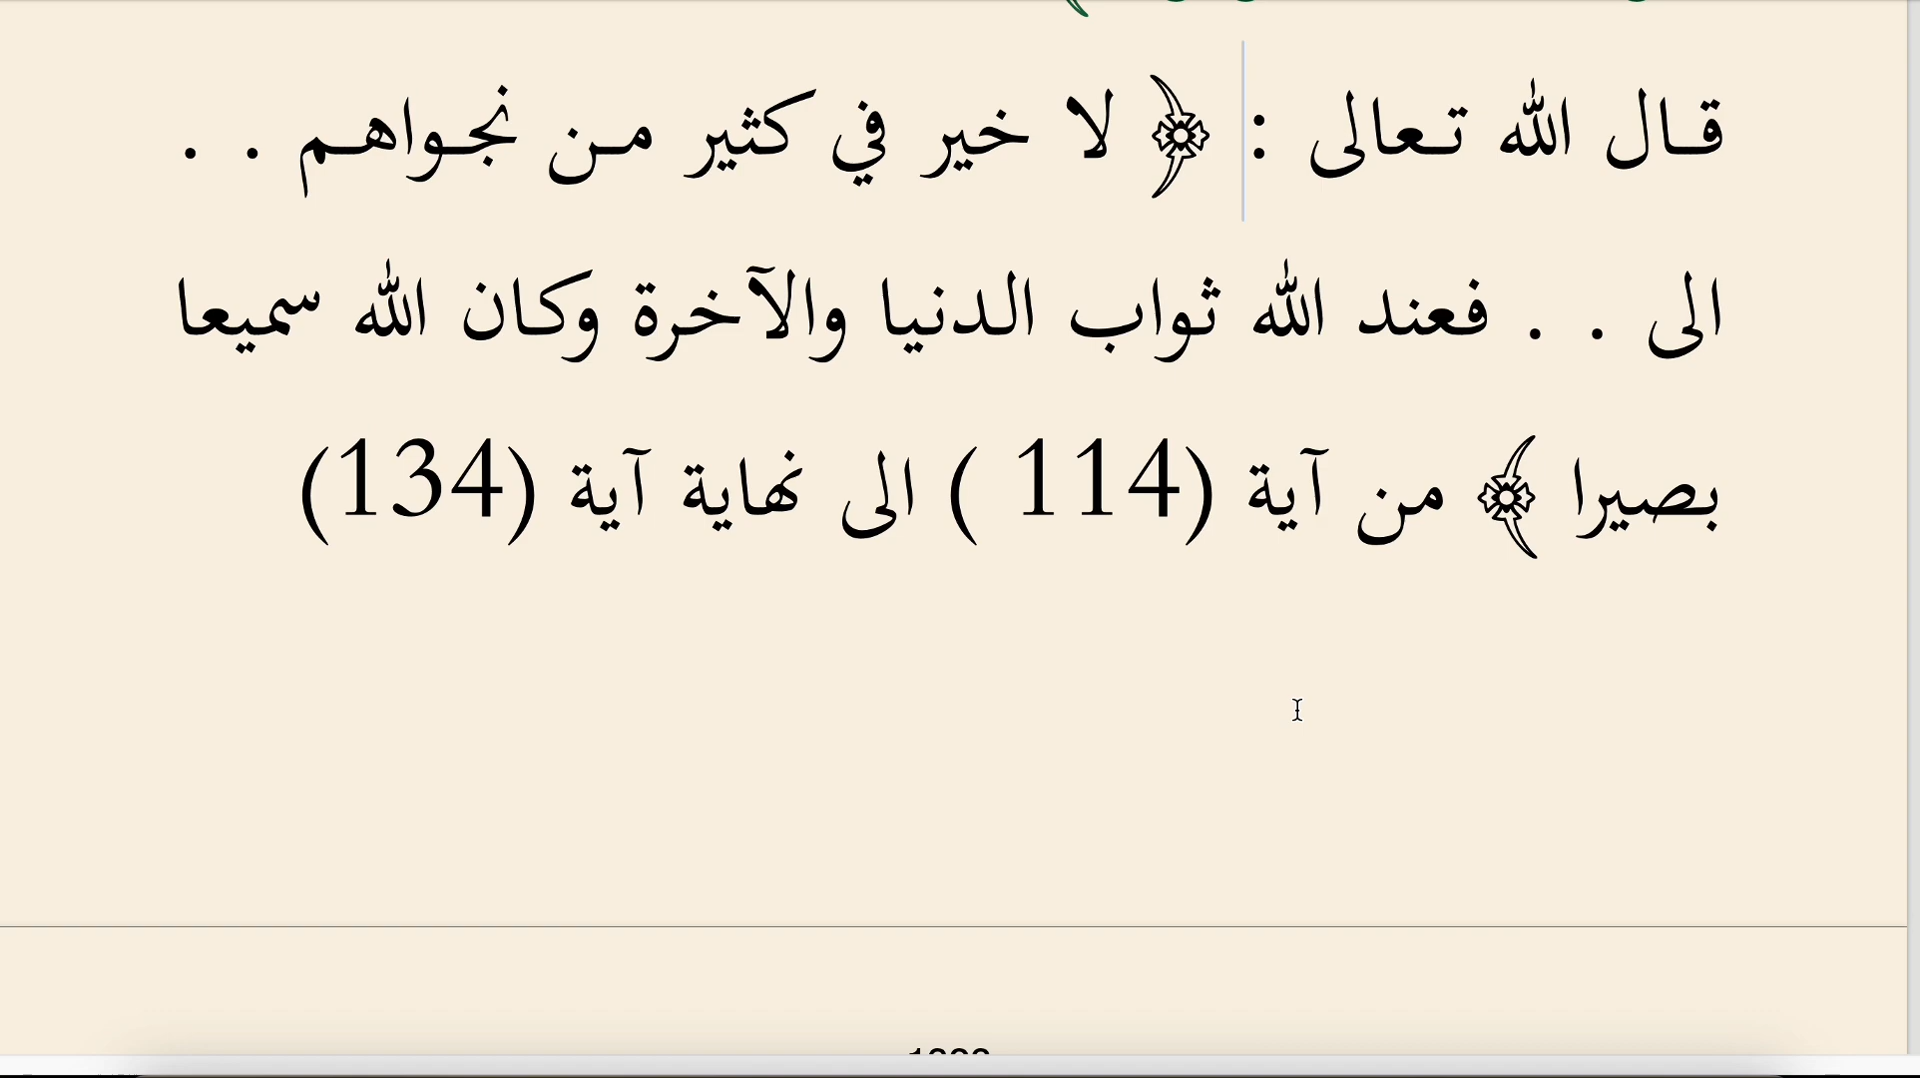 قال الله تعالى : ﴿ لا خير في كثير من نجواهم . .
الى . . فعند الله ثواب الدنيا والآخرة وكان الله سميعا
بصيرا ﴾ من آية (114 ) الى نهاية آية (134)